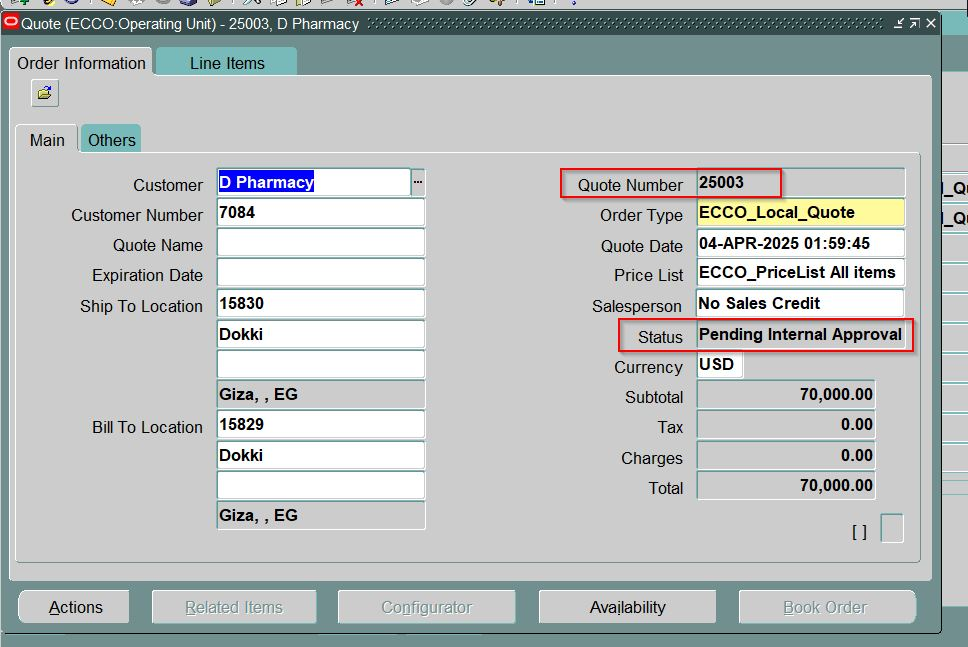 Quote (ECCO:Operating Unit) - 25003, D Pharmacy
Order Information
Line Items
Main
Others
Customer D Pharmacy
Customer Number 7084
Quote Name
Expiration Date
Ship To Location 15830
Dokki
Giza, , EG
Bill To Location 15829
Dokki
Giza, , EG
Quote Number 25003
Order Type ECCO_Local_Quote
Quote Date 04-APR-2025 01:59:45
Price List ECCO_PriceList All items
Salesperson No Sales Credit
Status Pending Internal Approval
Currency USD
Subtotal 70,000.00
Tax 0.00
Charges 0.00
Total 70,000.00
[ ]
Actions
Related Items
Configurator
Availability
Book Order